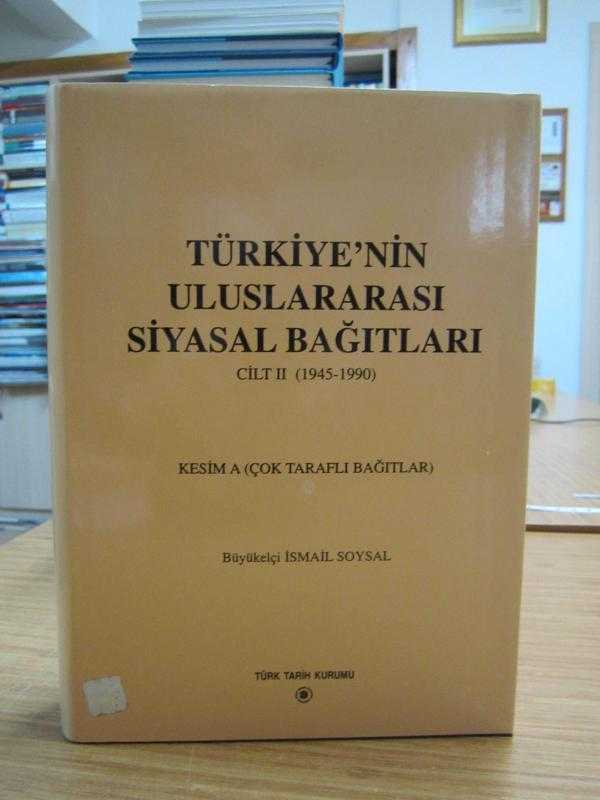 TÜRKİYE'NİN
ULUSLARARASI
SİYASAL BAĞITLARI
CİLT II (1945-1990)
KESİM A (ÇOK TARAFLI BAĞITLAR)
Büyükelçi İSMAİL SOYSAL
TÜRK TARİH KURUMU